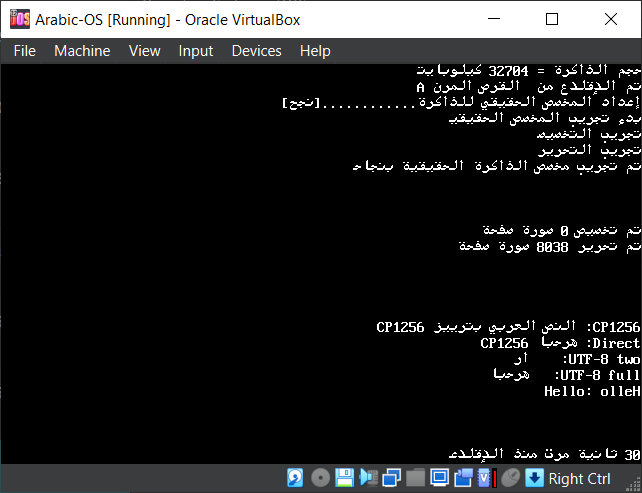 Arabic-OS [Running] - Oracle VirtualBox
File Machine View Input Devices Help
حجم الذاكرة = 32704 كيلوبايت
تم الإقلاع من القرص المرن A
إعداد المخصص الحقيقي للذاكرة............[نجح]
بدء تجريب المخصص الحقيقي
تجريب التخصيص
تجريب التحرير
تم تجريب مخصص الذاكرة الحقيقية بنجاح
تم تخصيص 0 صورة صفحة
تم تحرير 8038 صورة صفحة
CP1256: النص العربي بترميز CP1256
Direct: مرحبا CP1256
UTF-8 two: أر
UTF-8 full: مرحبا
Hello: olleH
30 ثانية مرت منذ الإقلاع
Right Ctrl